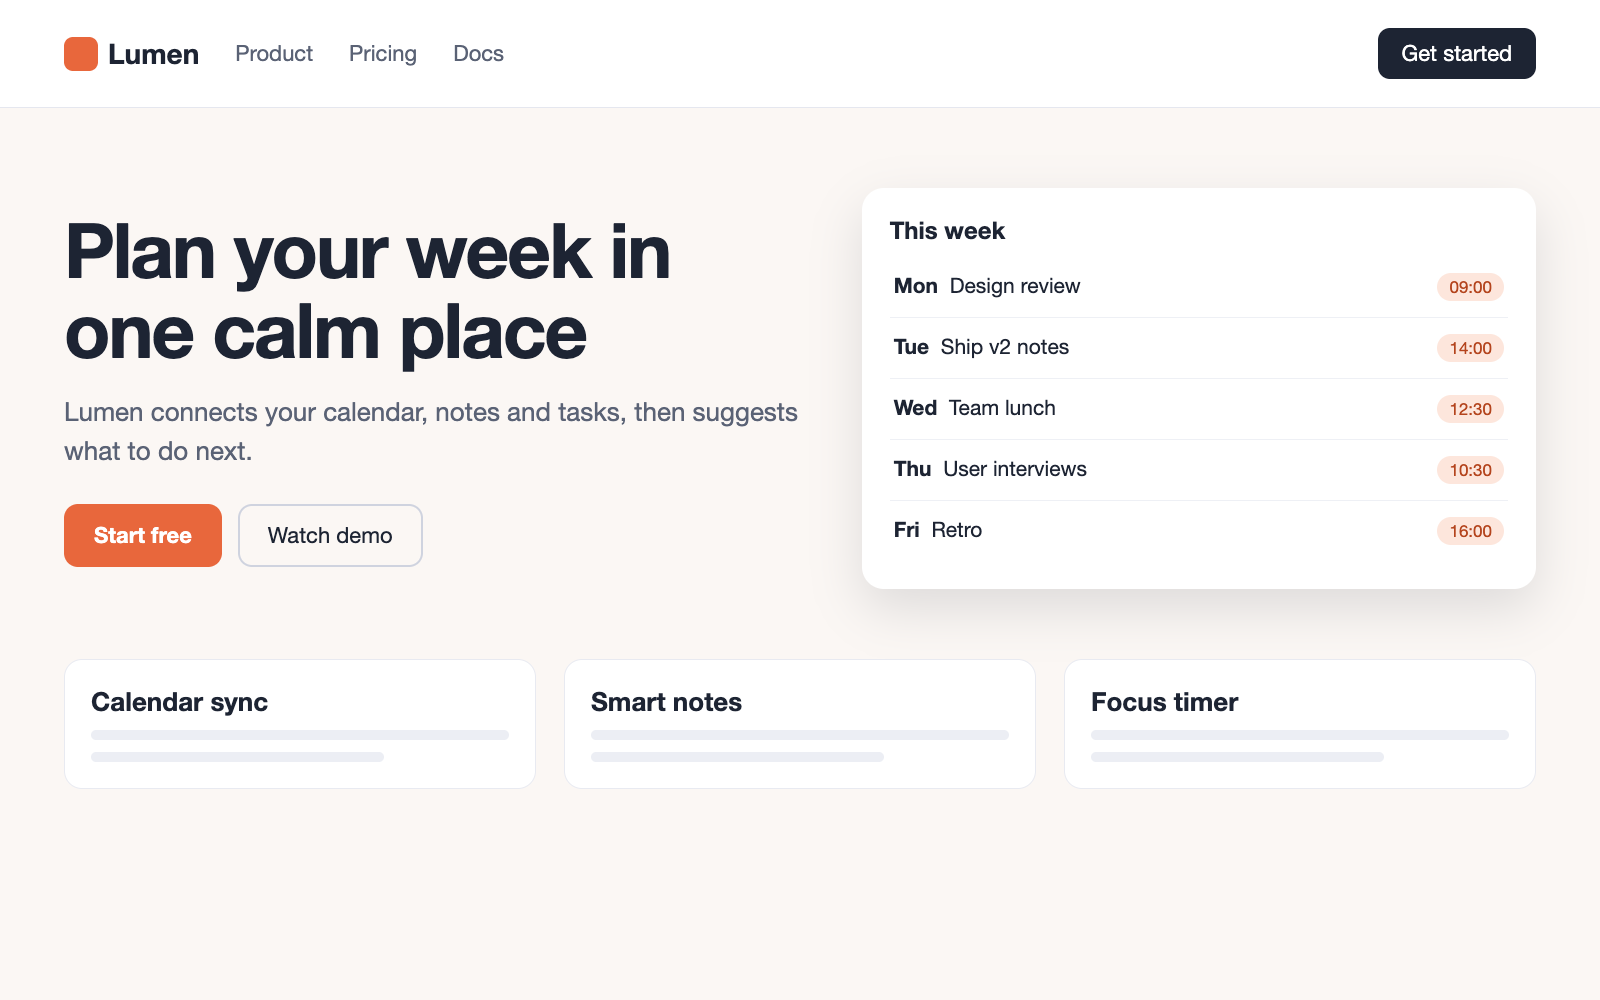 Lumen Product Pricing Docs Get started
Plan your week in
one calm place
Lumen connects your calendar, notes and tasks, then suggests
what to do next.
Start free Watch demo
This week
Mon Design review 09:00
Tue Ship v2 notes 14:00
Wed Team lunch 12:30
Thu User interviews 10:30
Fri Retro 16:00
Calendar sync
Smart notes
Focus timer